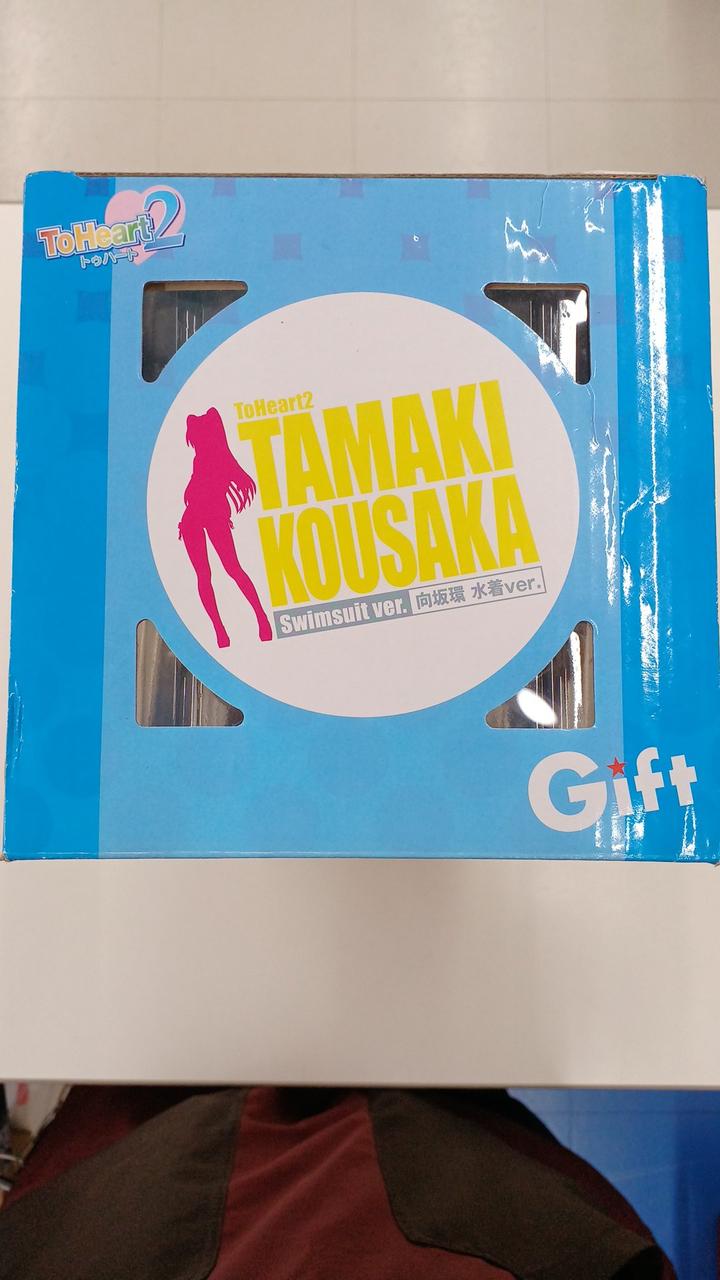 ToHeart2
トゥハート
ToHeart2
TAMAKI
KOUSAKA
Swimsuit ver. 向坂環 水着ver.
Gift